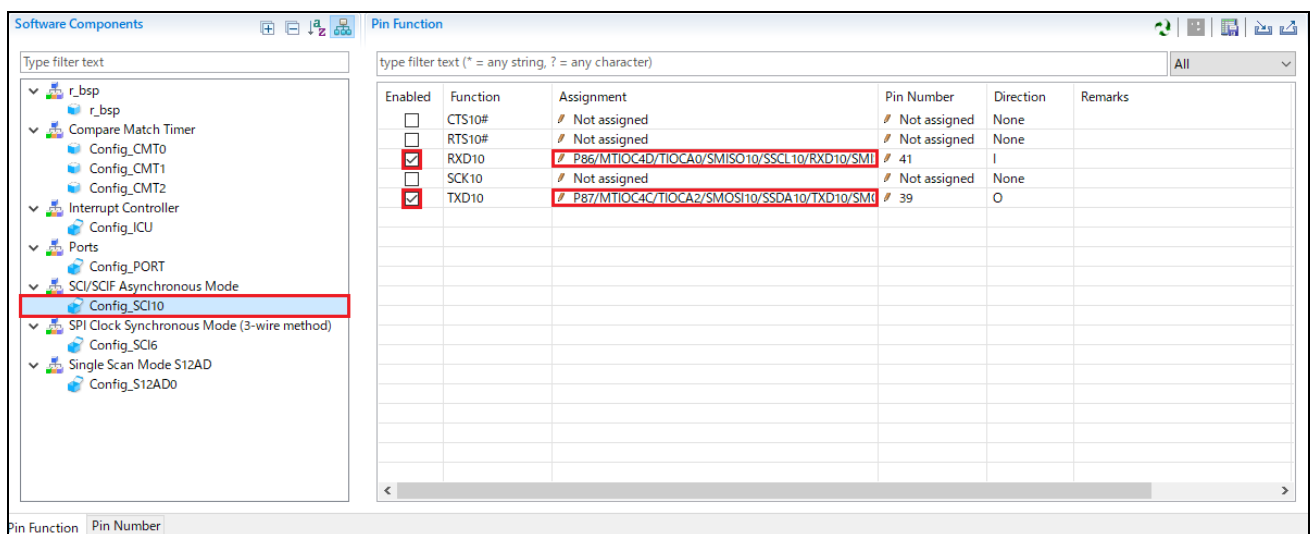 Software Components
Type filter text
r_bsp
r_bsp
Compare Match Timer
Config_CMT0
Config_CMT1
Config_CMT2
Interrupt Controller
Config_ICU
Ports
Config_PORT
SCI/SCIF Asynchronous Mode
Config_SCI10
SPI Clock Synchronous Mode (3-wire method)
Config_SCI6
Single Scan Mode S12AD
Config_S12AD0
Pin Function
type filter text (* = any string, ? = any character) All
Enabled Function Assignment Pin Number Direction Remarks
CTS10# Not assigned Not assigned None
RTS10# Not assigned Not assigned None
RXD10 P86/MTIOC4D/TIOCA0/SMISO10/SSCL10/RXD10/SMI 41 I
SCK10 Not assigned Not assigned None
TXD10 P87/MTIOC4C/TIOCA2/SMOSI10/SSDA10/TXD10/SM 39 O
Pin Function Pin Number